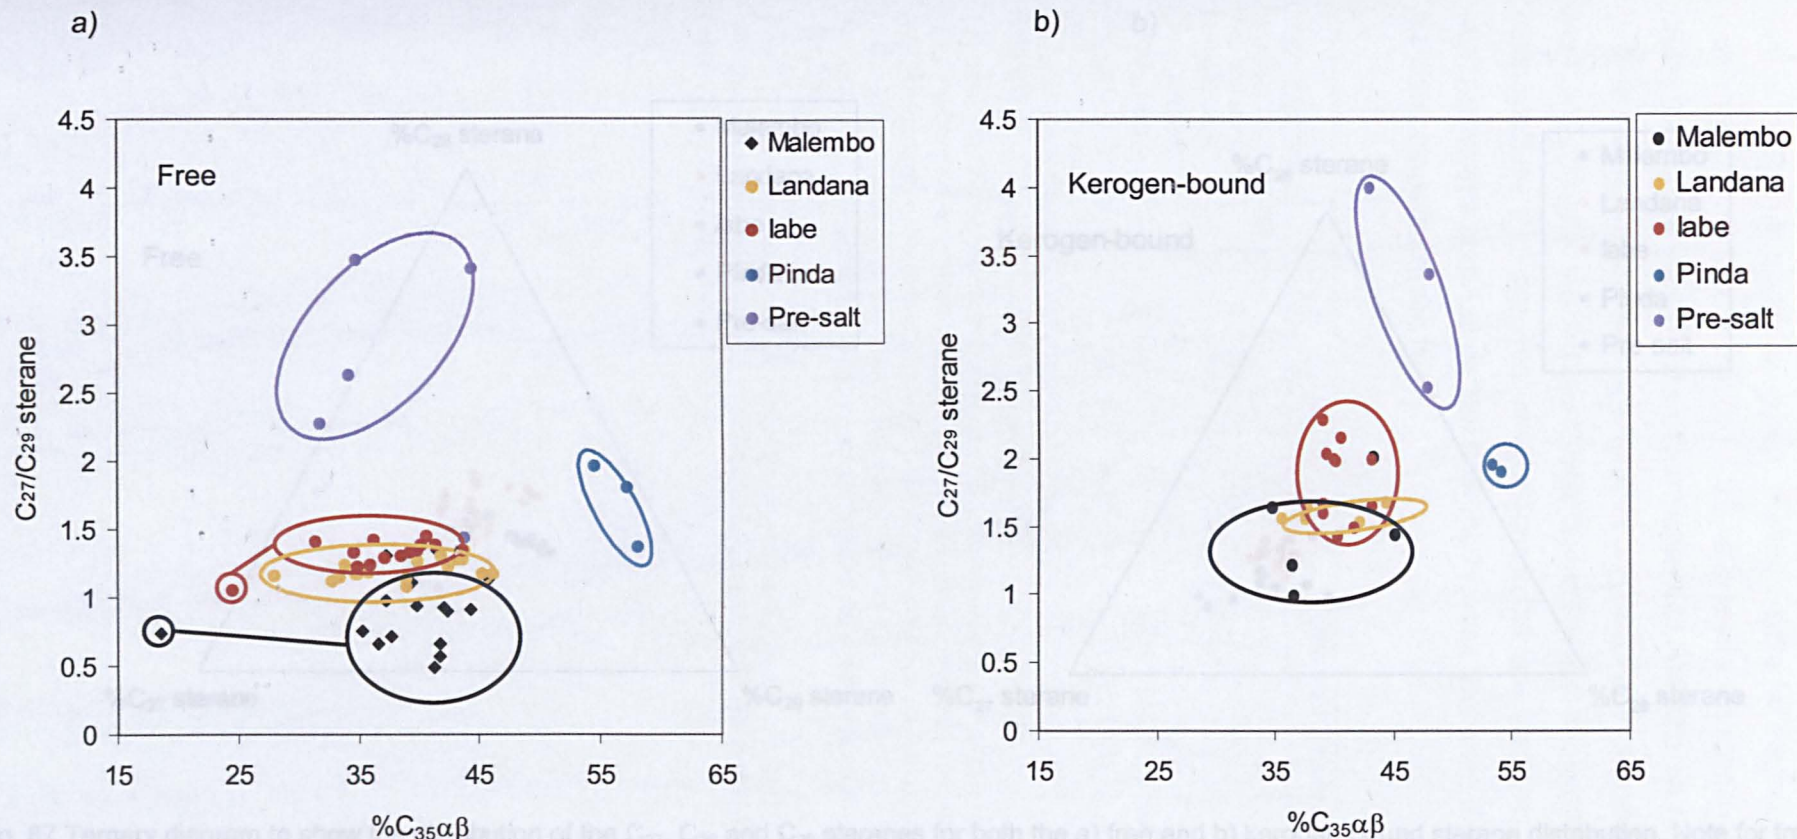 a)
Free
Malembo
Landana
Iabe
Pinda
Pre-salt
4.5
4
3.5
3
2.5
2
1.5
1
0.5
0
C27/C29 sterane
15 25 35 45 55 65
%C35αβ
b)
Kerogen-bound
Malembo
Landana
Iabe
Pinda
Pre-salt
4.5
4
3.5
3
2.5
2
1.5
1
0.5
0
C27/C29 sterane
15 25 35 45 55 65
%C35αβ